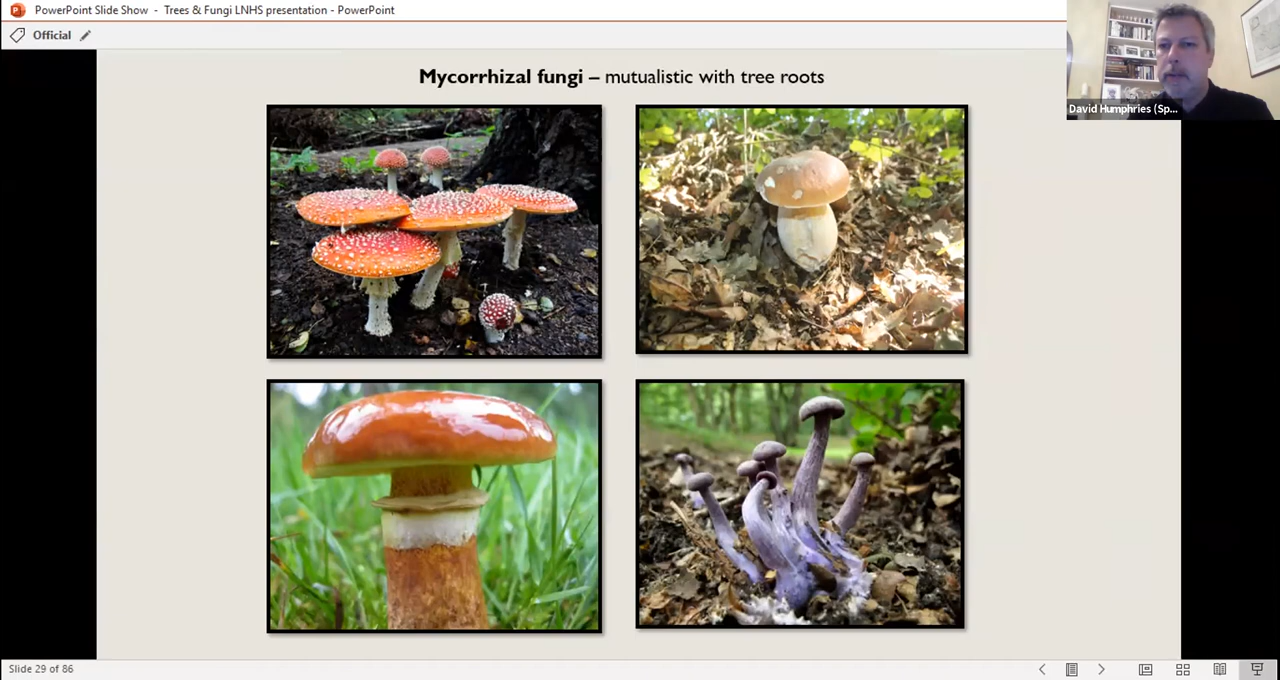 PowerPoint Slide Show - Trees & Fungi LNHS presentation - PowerPoint
Official
David Humphries (Sp...
Mycorrhizal fungi – mutualistic with tree roots
Slide 29 of 86